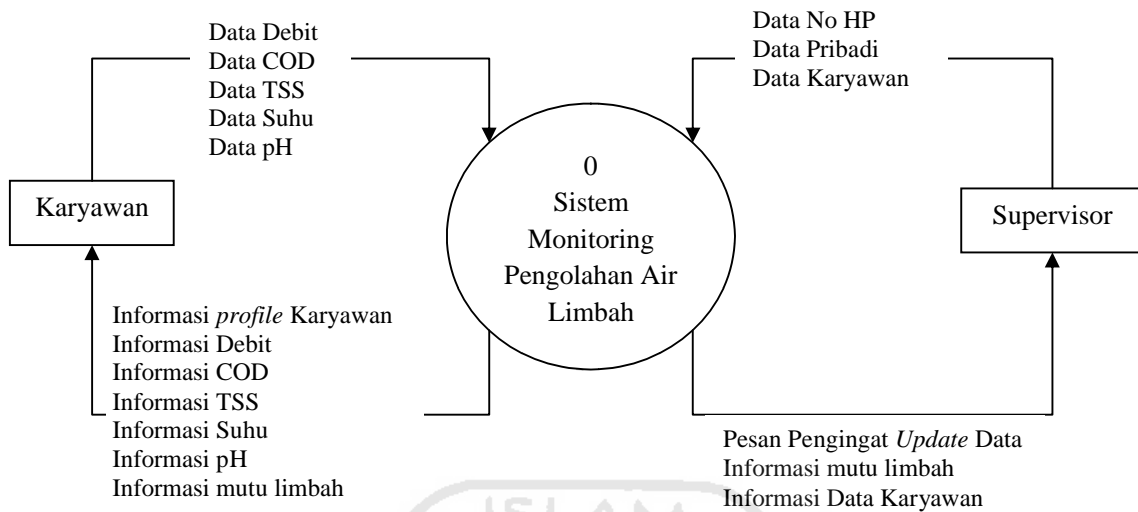 Data Debit
Data COD
Data TSS
Data Suhu
Data pH
Data No HP
Data Pribadi
Data Karyawan
Karyawan
0
Sistem
Monitoring
Pengolahan Air
Limbah
Supervisor
Informasi profile Karyawan
Informasi Debit
Informasi COD
Informasi TSS
Informasi Suhu
Informasi pH
Informasi mutu limbah
Pesan Pengingat Update Data
Informasi mutu limbah
Informasi Data Karyawan
ISLAM